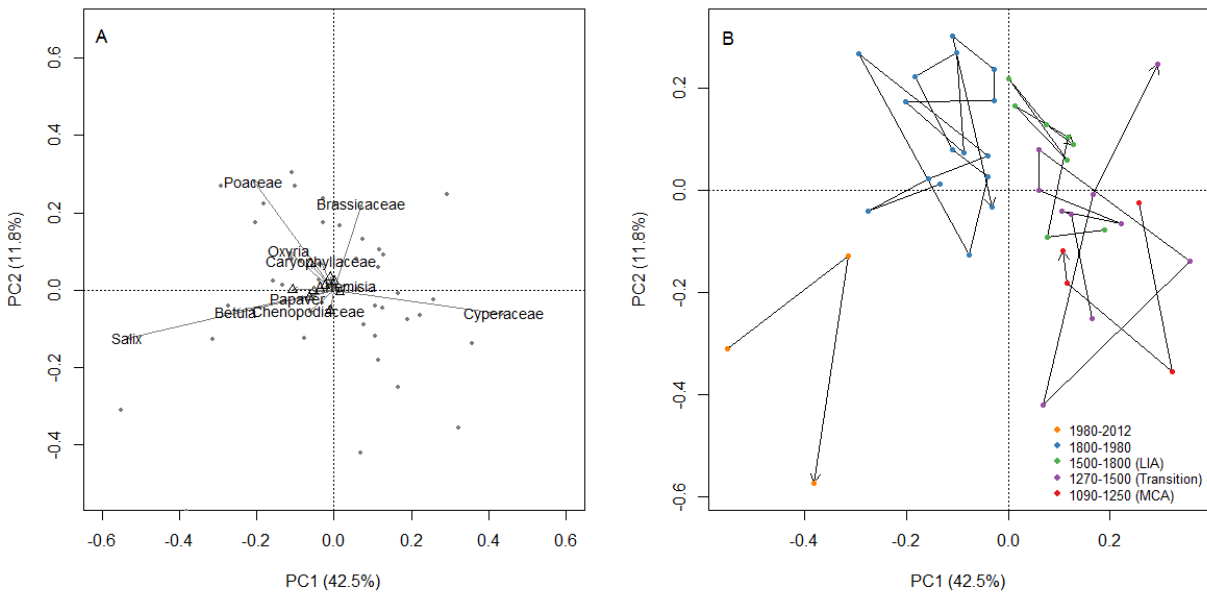 A
0.6
0.4
0.2
0.0
-0.2
-0.4
PC2 (11.8%)
Poaceae
Brassicaceae
Oxyria
Caryophyllaceae
Papaver
Betula
Chenopodiaceae
Cyperaceae
Salix
-0.6
-0.4
-0.2
0.0
0.2
0.4
0.6
PC1 (42.5%)
B
0.2
0.0
-0.2
-0.4
-0.6
PC2 (11.8%)
1980-2012
1800-1980
1500-1800 (LIA)
1270-1500 (Transition)
1090-1250 (MCA)
-0.4
-0.2
0.0
0.2
PC1 (42.5%)